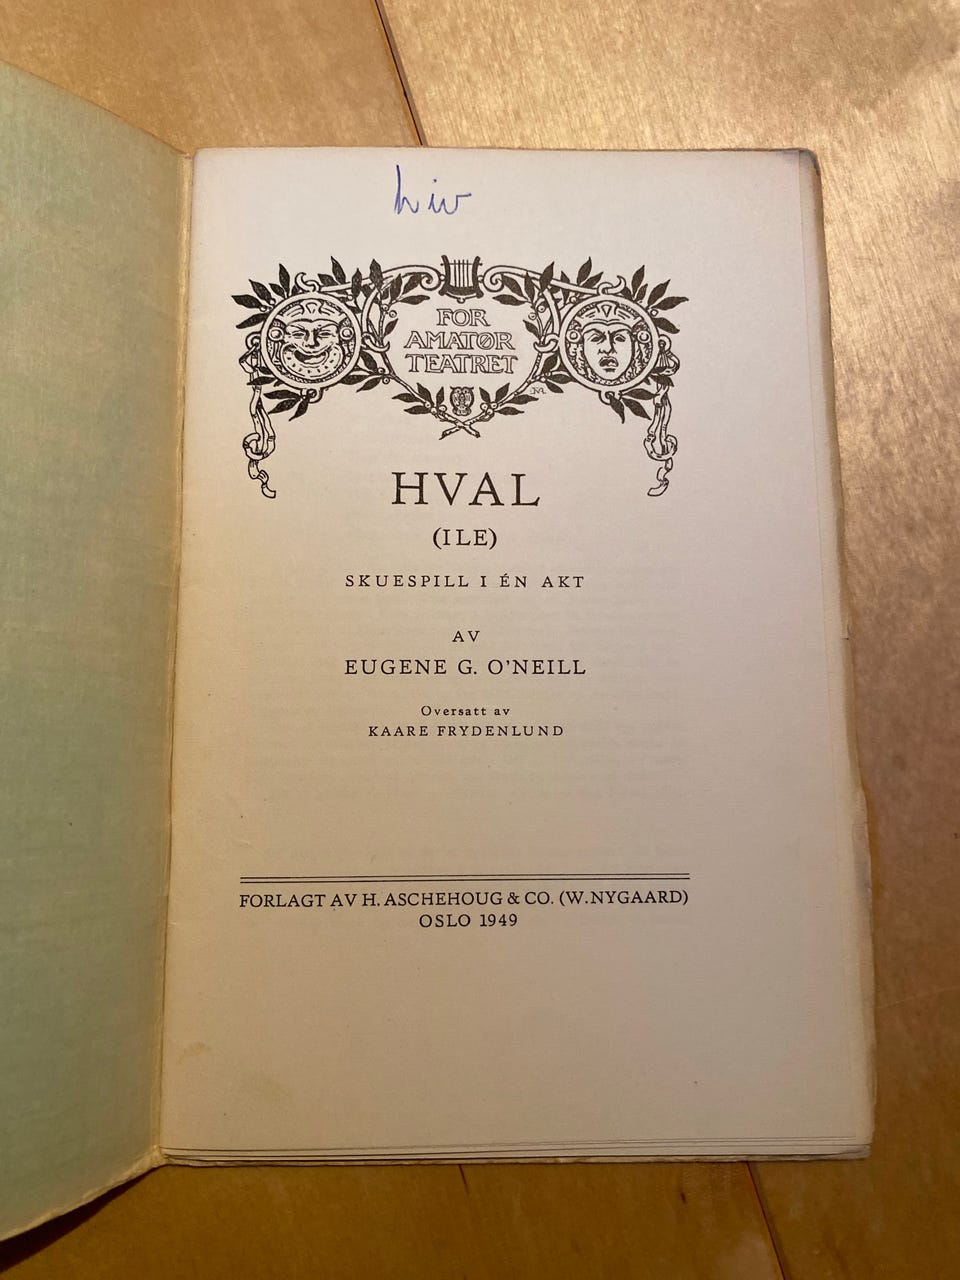 hiv
FOR
AMATØR
TEATRET
HVAL
(ILE)
SKUESPILL I ÉN AKT
AV
EUGENE G. O'NEILL
Oversatt av
KAARE FRYDENLUND
FORLAGT AV H. ASCHEHOUG & CO. (W. NYGAARD)
OSLO 1949